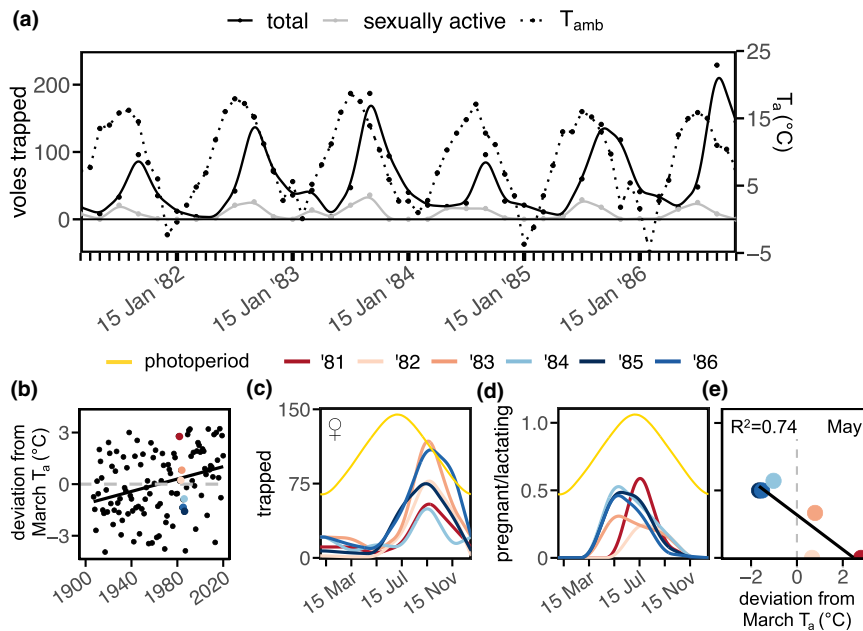 (a)
total sexually active T_amb
voles trapped
200
100
0
25
15
5
−5
T_a (°C)
15 Jan '82
15 Jan '83
15 Jan '84
15 Jan '85
15 Jan '86
photoperiod '81 '82 '83 '84 '85 '86
(b)
deviation from
March T_a (°C)
3
0
−3
1900
1940
1980
2020
(c)
♀
trapped
150
75
0
15 Mar
15 Jul
15 Nov
(d)
pregnant/lactating
1.0
0.5
0
15 Mar
15 Jul
15 Nov
(e)
R²=0.74 May
−2 0 2
deviation from
March T_a (°C)